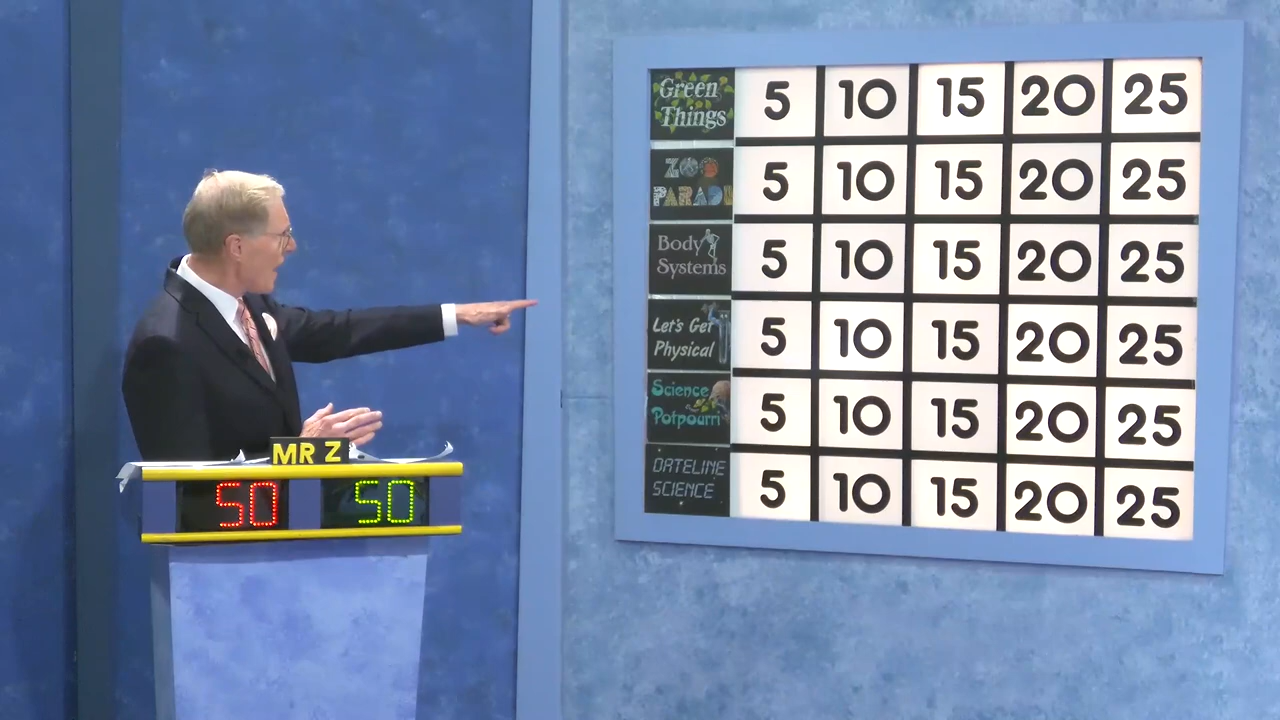 Green Things 5 10 15 20 25
ZOO PARADE 5 10 15 20 25
Body Systems 5 10 15 20 25
Let's Get Physical 5 10 15 20 25
Science Potpourri 5 10 15 20 25
DATELINE SCIENCE 5 10 15 20 25
MR Z
50 50